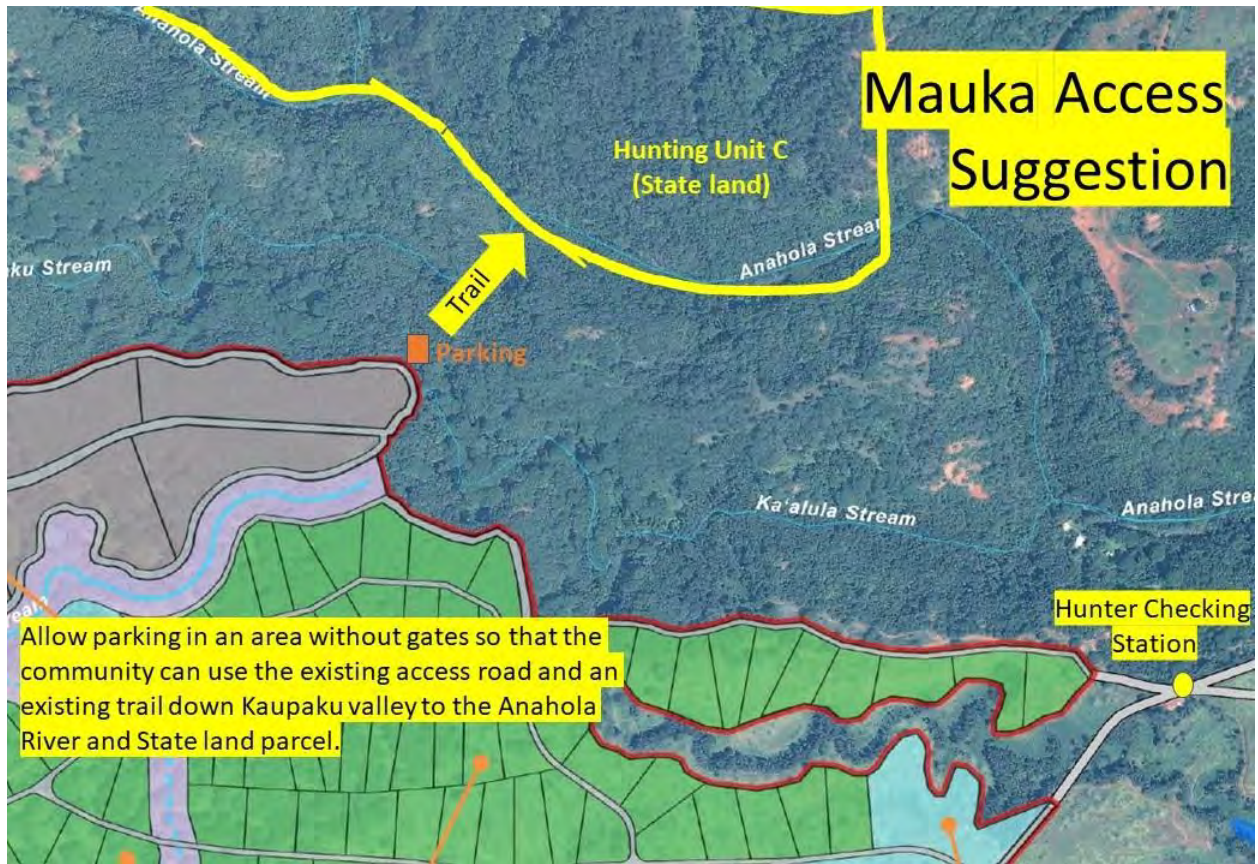 Mauka Access
Suggestion
Anahola Stream
Hunting Unit C
(State land)
Anahola Stream
ku Stream
Trail
Parking
Ka‘alula Stream
Anahola Stre
Hunter Checking
Station
ream
Allow parking in an area without gates so that the
community can use the existing access road and an
existing trail down Kaupaku valley to the Anahola
River and State land parcel.